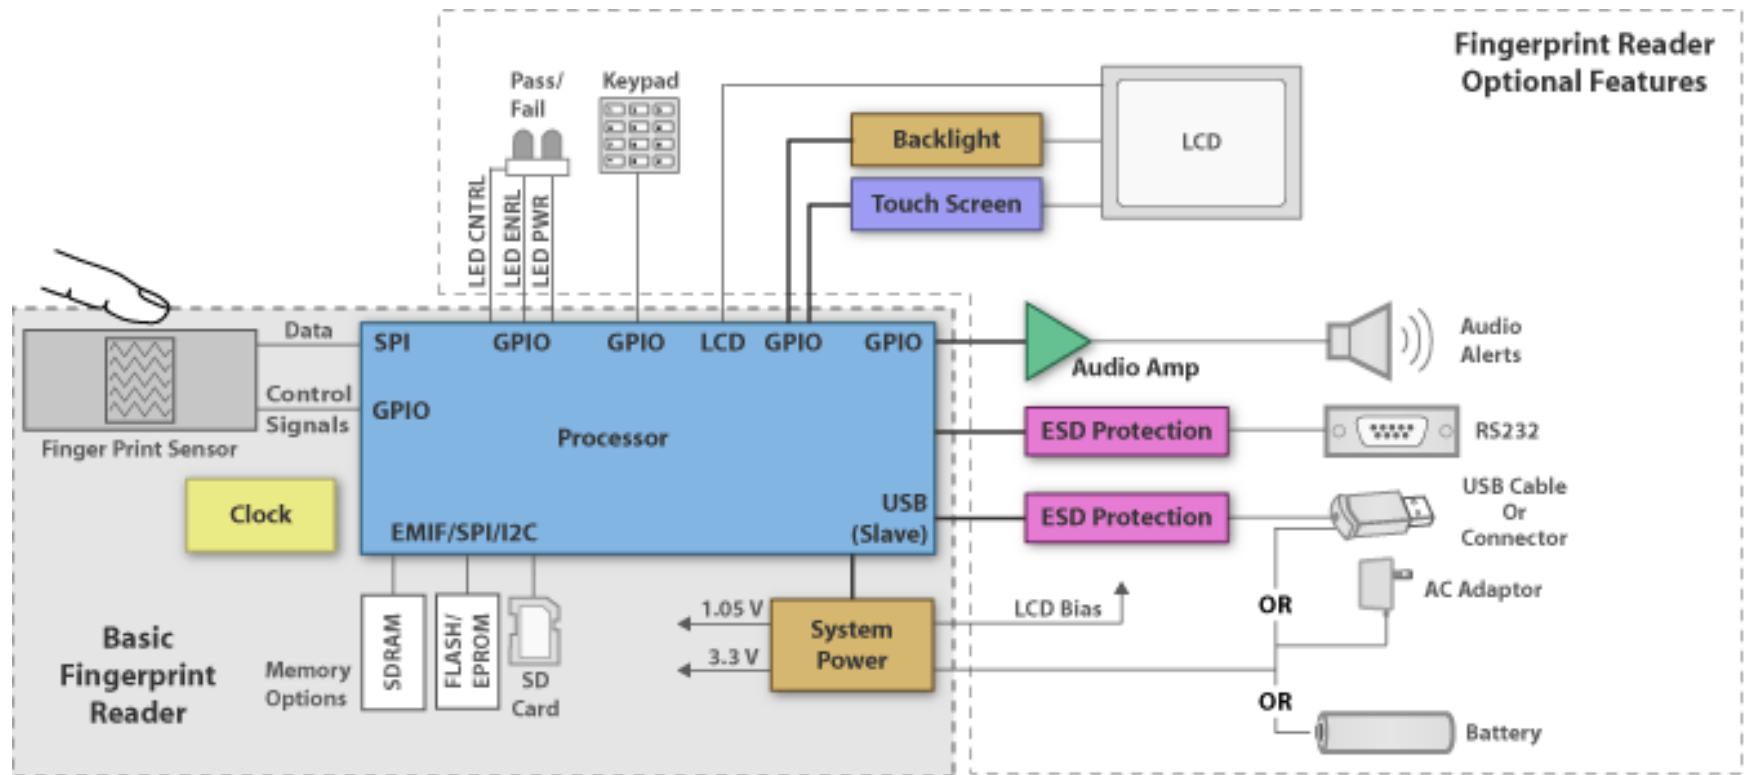 Fingerprint Reader
Optional Features
Pass/
Fail
Keypad
LED CNTRL
LED ENRL
LED PWR
Backlight
Touch Screen
LCD
Data
Control
Signals
Finger Print Sensor
SPI
GPIO
GPIO
LCD
GPIO
GPIO
GPIO
Processor
USB
(Slave)
EMIF/SPI/I2C
Clock
Audio Amp
Audio
Alerts
ESD Protection
RS232
ESD Protection
USB Cable
Or
Connector
AC Adaptor
OR
LCD Bias
1.05 V
3.3 V
System
Power
OR
Battery
Basic
Fingerprint
Reader
Memory
Options
SDRAM
FLASH/
EPROM
SD
Card